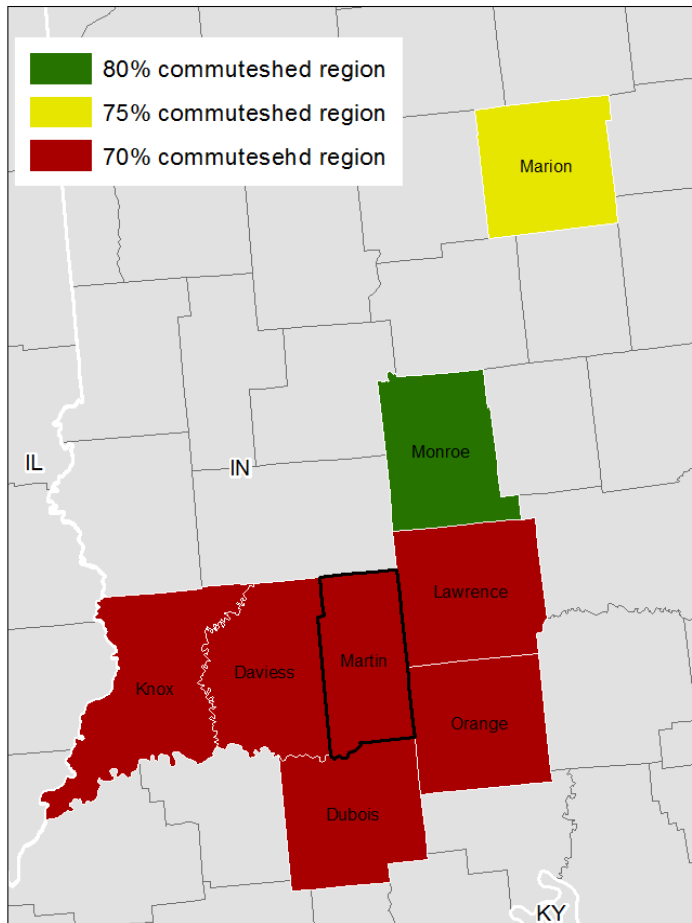 80% commuteshed region
75% commuteshed region
70% commutesehd region
Marion
Monroe
IL
IN
Lawrence
Martin
Daviess
Knox
Orange
Dubois
KY